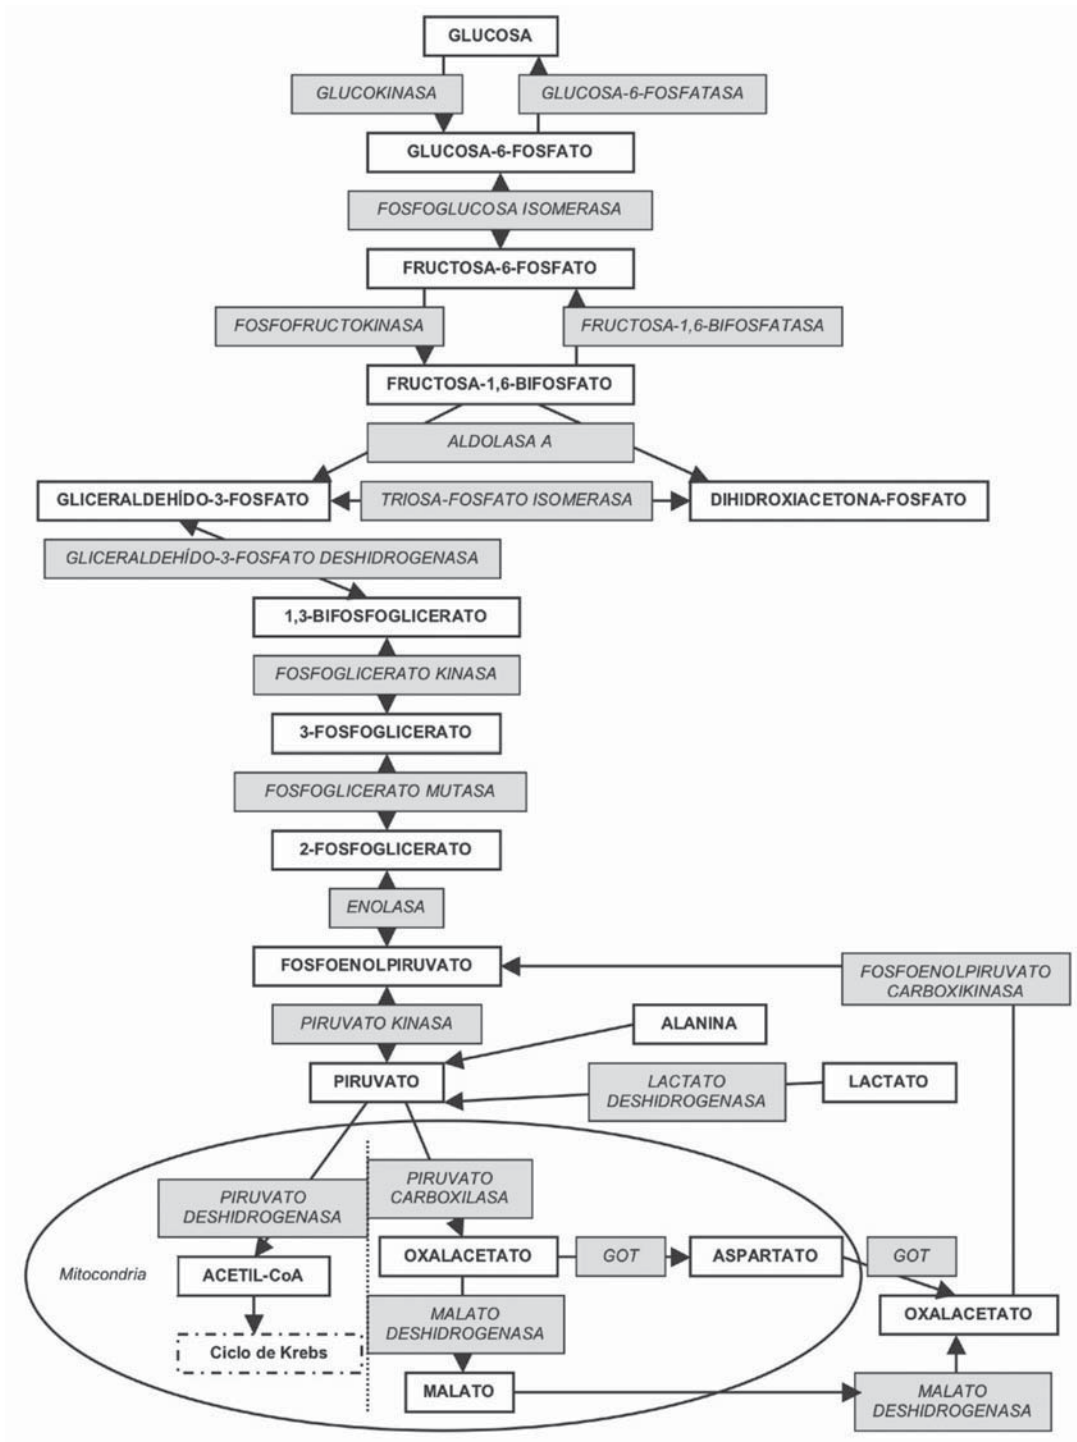 GLUCOSA
GLUCOKINASA
GLUCOSA-6-FOSFATASA
GLUCOSA-6-FOSFATO
FOSFOGLUCOSA ISOMERASA
FRUCTOSA-6-FOSFATO
FOSFOFRUCTOKINASA
FRUCTOSA-1,6-BIFOSFATASA
FRUCTOSA-1,6-BIFOSFATO
ALDOLASA A
GLICERALDEHÍDO-3-FOSFATO
TRIOSA-FOSFATO ISOMERASA
DIHIDROXIACETONA-FOSFATO
GLICERALDEHÍDO-3-FOSFATO DESHIDROGENASA
1,3-BIFOSFOGLICERATO
FOSFOGLICERATO KINASA
3-FOSFOGLICERATO
FOSFOGLICERATO MUTASA
2-FOSFOGLICERATO
ENOLASA
FOSFOENOLPIRUVATO
FOSFOENOLPIRUVATO
CARBOXIKINASA
PIRUVATO KINASA
ALANINA
PIRUVATO
LACTATO
DESHIDROGENASA
LACTATO
PIRUVATO
DESHIDROGENASA
PIRUVATO
CARBOXILASA
Mitocondria
ACETIL-CoA
OXALACETATO
GOT
ASPARTATO
GOT
OXALACETATO
Ciclo de Krebs
MALATO
DESHIDROGENASA
MALATO
MALATO
DESHIDROGENASA